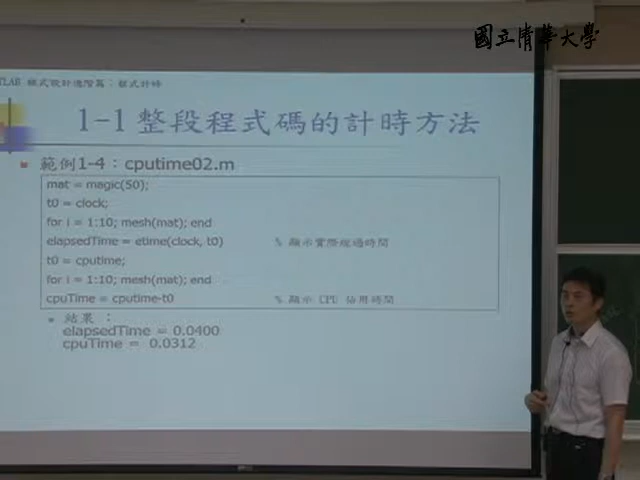 國立清華大學
MATLAB 程式設計進階篇：程式計時
1-1 整段程式碼的計時方法
範例1-4：cputime02.m
mat = magic(50);
t0 = clock;
for i = 1:10; mesh(mat); end
elapsedTime = etime(clock, t0) % 顯示實際經過時間
t0 = cputime;
for i = 1:10; mesh(mat); end
cpuTime = cputime-t0 % 顯示 CPU 佔用時間
結果：
elapsedTime = 0.0400
cpuTime = 0.0312